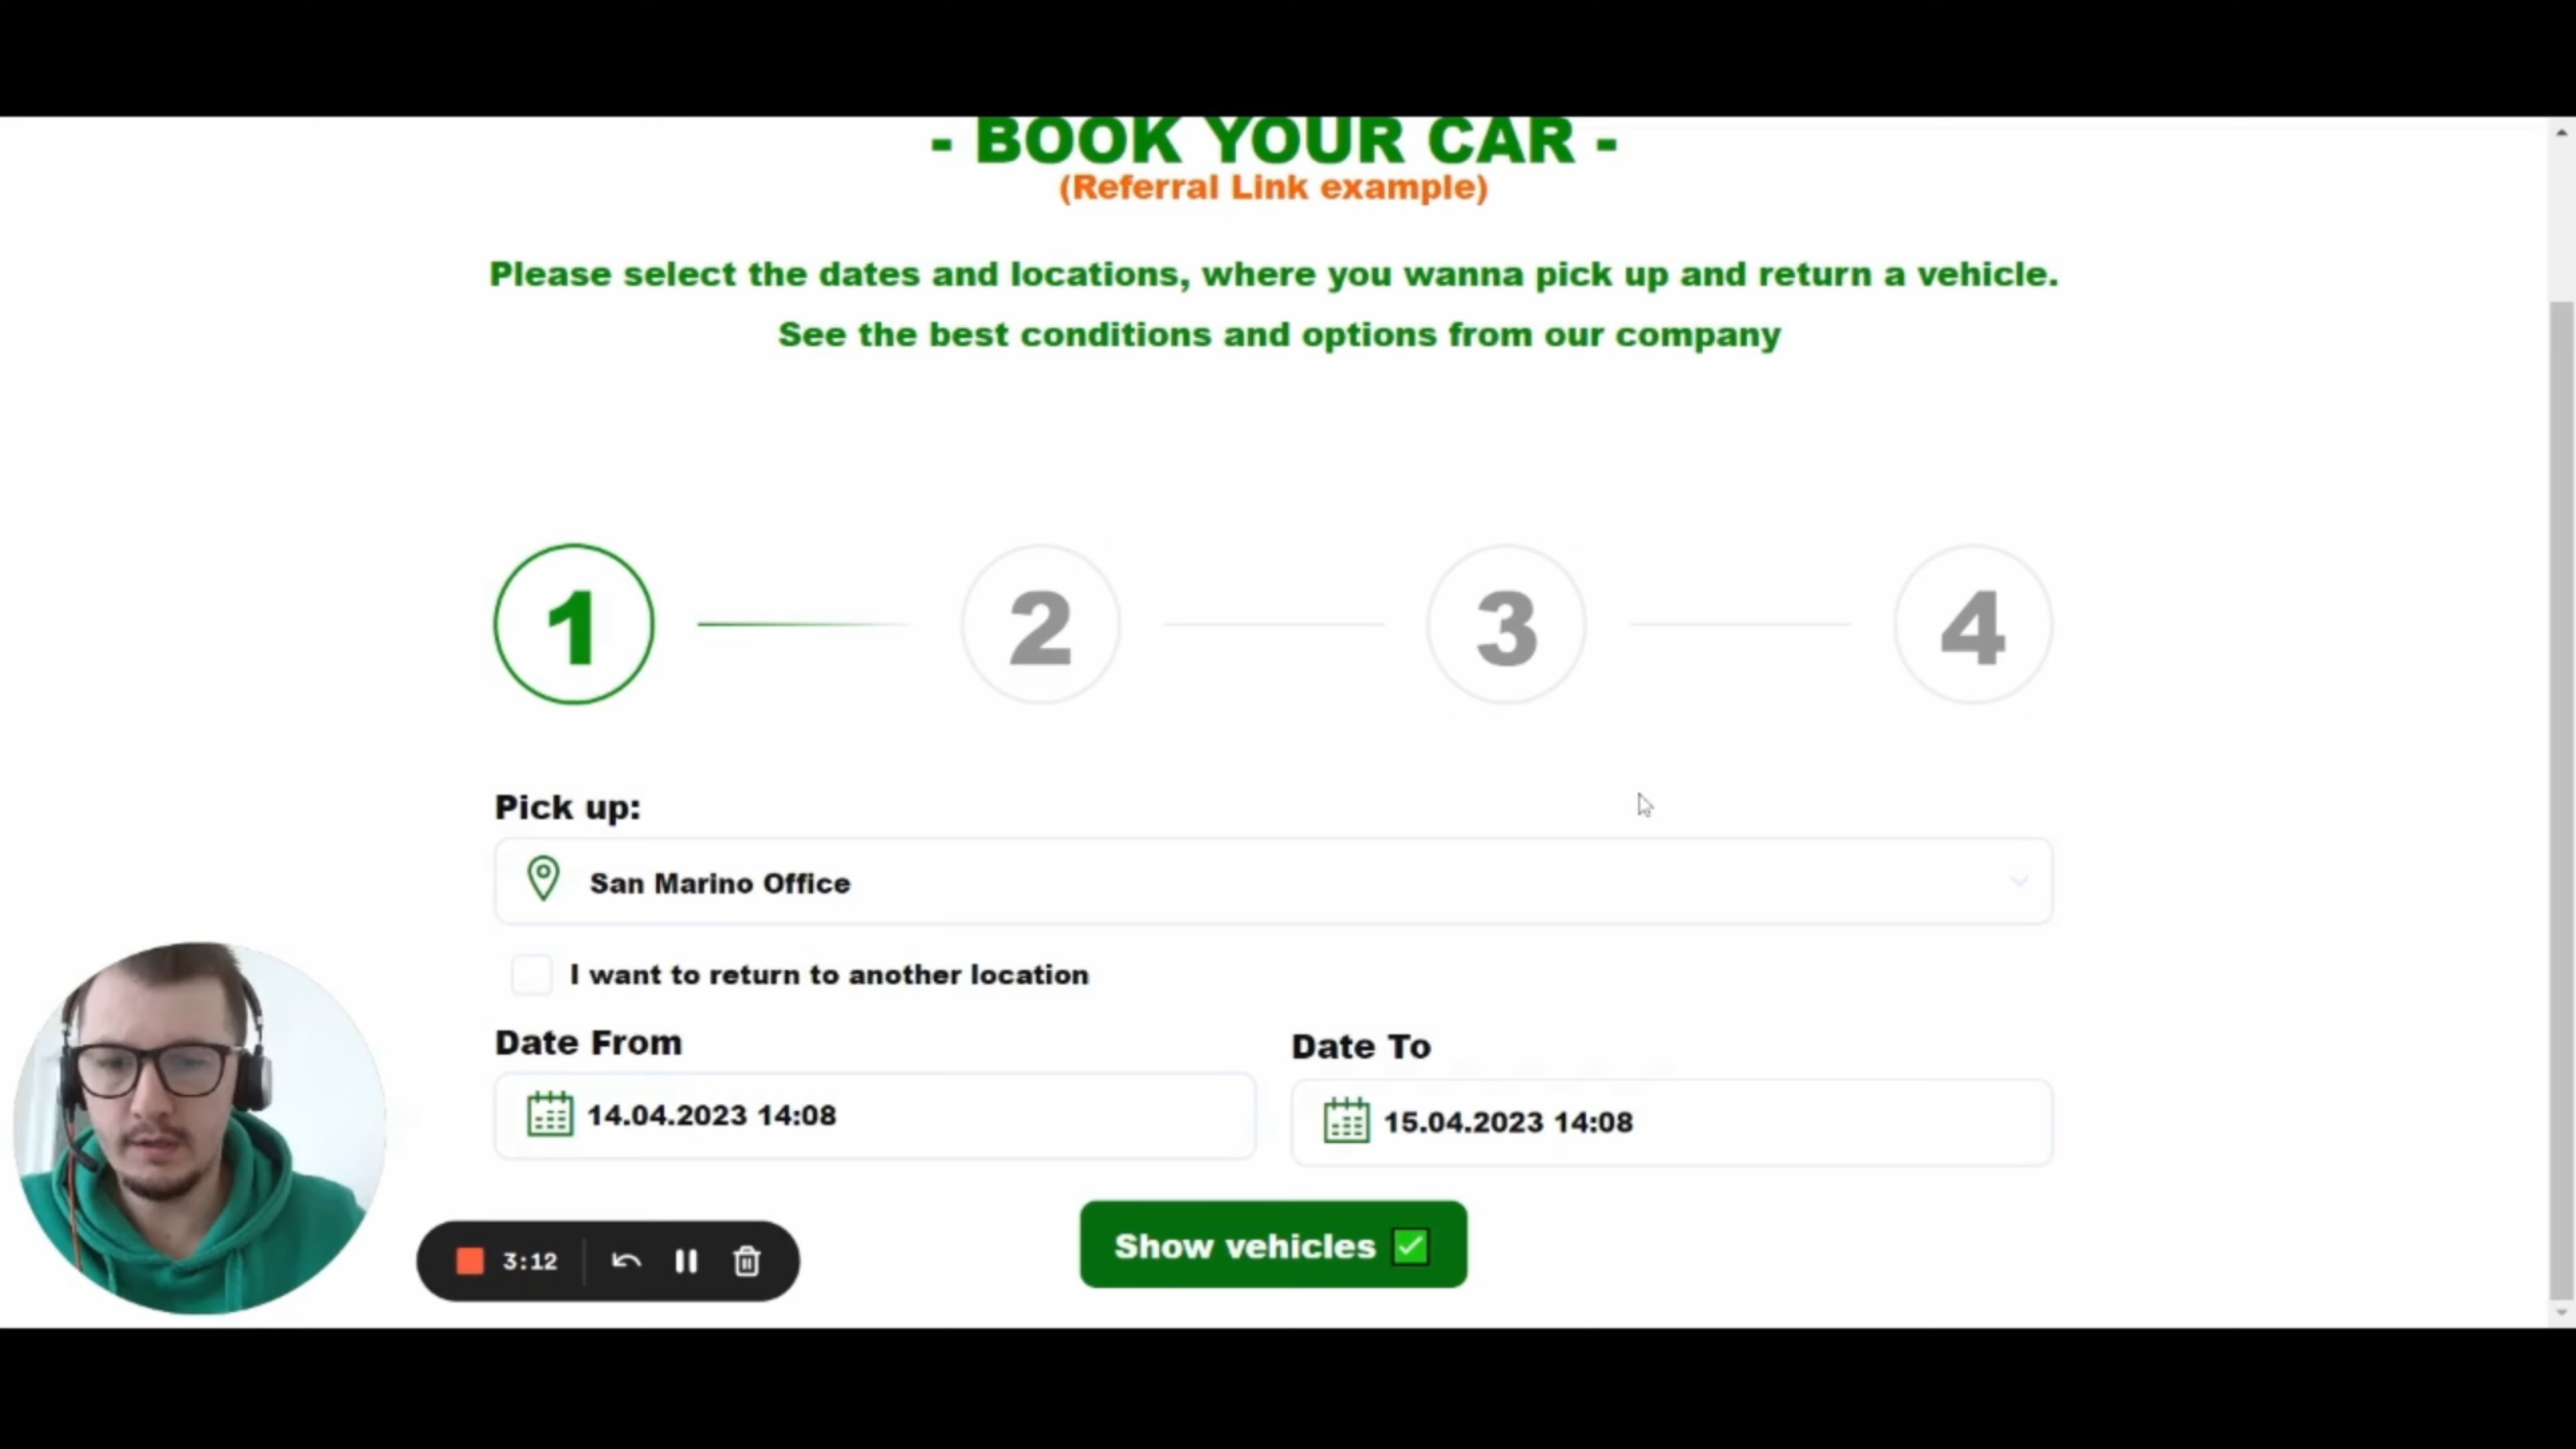 - BOOK YOUR CAR -
(Referral Link example)
Please select the dates and locations, where you wanna pick up and return a vehicle.
See the best conditions and options from our company
1
2
3
4
Pick up:
San Marino Office
I want to return to another location
Date From
Date To
14.04.2023 14:08
15.04.2023 14:08
Show vehicles
3:12